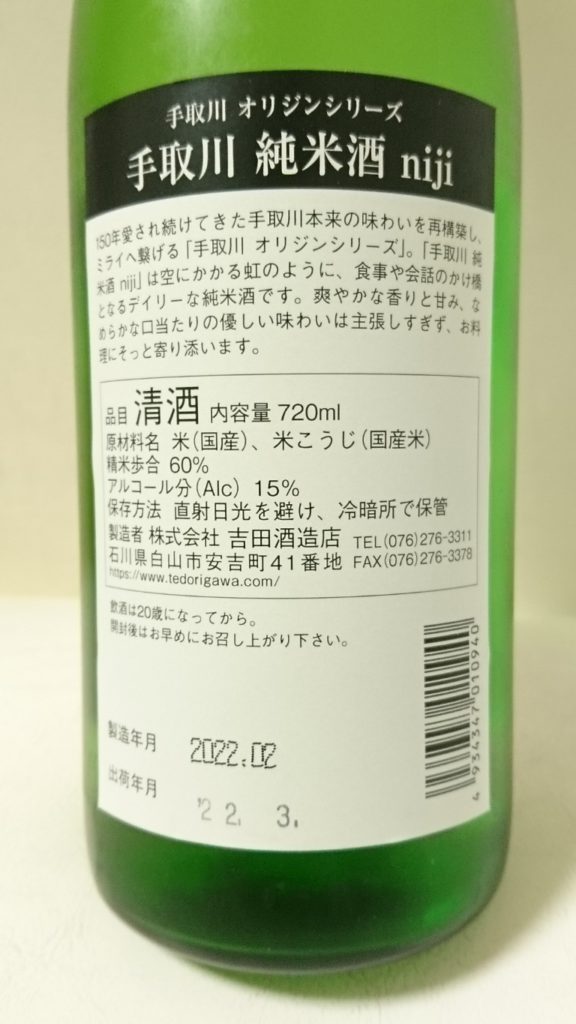 手取川 オリジンシリーズ
手取川 純米酒 niji
150年愛され続けてきた手取川本来の味わいを再構築し、
ミライへ繋げる「手取川 オリジンシリーズ」。「手取川 純
米酒 niji」は空にかかる虹のように、食事や会話のかけ橋
となるデイリーな純米酒です。爽やかな香りと甘み、な
めらかな口当たりの優しい味わいは主張しすぎず、お料
理にそっと寄り添います。
品目 清酒 内容量 720ml
原材料名 米(国産)、米こうじ(国産米)
精米歩合 60%
アルコール分(Alc) 15%
保存方法 直射日光を避け、冷暗所で保管
製造者 株式会社 吉田酒造店 TEL(076)276-3311
石川県白山市安吉町41番地 FAX(076)276-3378
https://www.tedorigawa.com/
飲酒は20歳になってから。
開封後はお早めにお召し上がり下さい。
製造年月 2022.02
出荷年月 '22. 3.
4 934347 010940